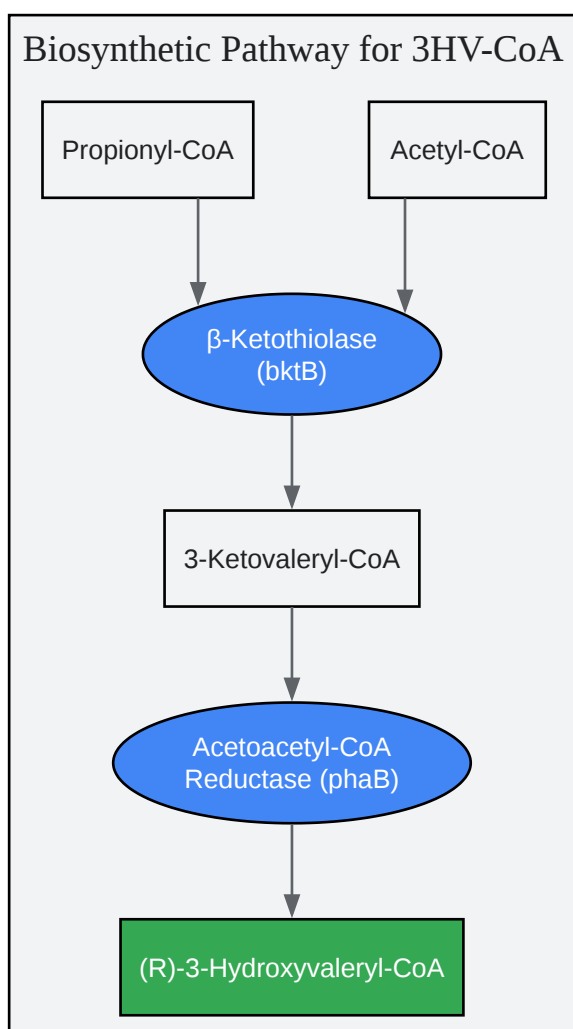 Biosynthetic Pathway for 3HV-CoA
Propionyl-CoA
Acetyl-CoA
β-Ketothiolase
(bktB)
3-Ketovaleryl-CoA
Acetoacetyl-CoA
Reductase (phaB)
(R)-3-Hydroxyvaleryl-CoA